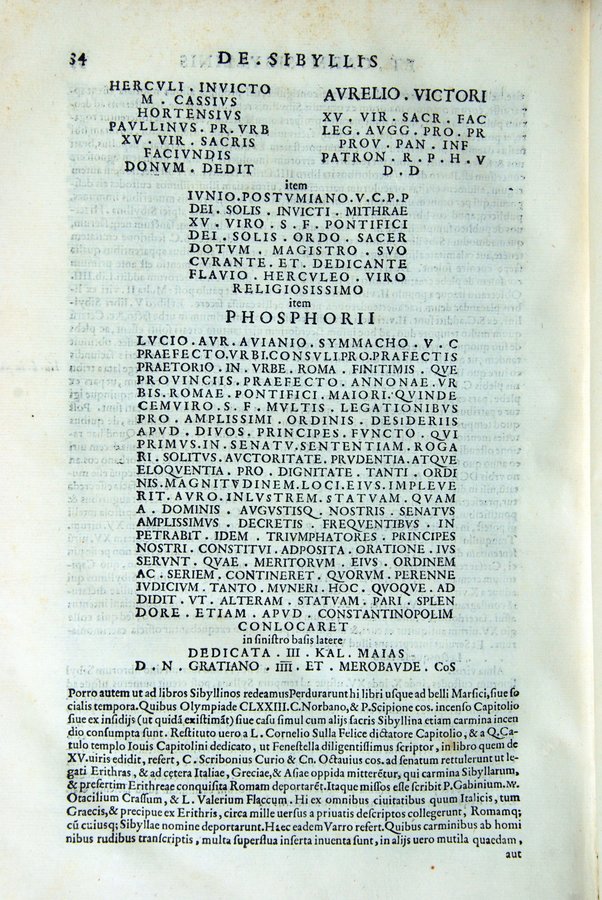 34
DE . SIBYLLIS
HERCVLI . INVICTO
M . CASSIVS
HORTENSIVS
PAVLLINVS . PR . VRB
XV . VIR . SACRIS
FACIVNDIS
DONVM . DEDIT
AVRELIO . VICTORI
XV . VIR . SACR . FAC
LEG . AVGG . PRO . PR
PROV . PAN . INF
PATRON . R . P . H . V
D . D
item
IVNIO . POSTVMIANO . V . C . P . P
DEI . SOLIS . INVICTI . MITHRAE
XV . VIRO . S . F . PONTIFICI
DEI . SOLIS . ORDO . SACER
DOTVM . MAGISTRO . SVO
CVRANTE . ET . DEDICANTE
FLAVIO . HERCVLEO . VIRO
RELIGIOSISSIMO
item
PHOSPHORII
LVCIO . AVR . AVIANIO . SYMMACHO . V . C
PRAEFECTO . VRBI . CONSVLI . PRO . PRAFECTIS
PRAETORIO . IN . VRBE . ROMA . FINITIMIS . QVE
PROVINCIIS . PRAEFECTO . ANNONAE . VR
BIS . ROMAE . PONTIFICI . MAIORI . QVINDE
CEMVIRO . S . F . MVLTIS . LEGATIONIBVS
PRO . AMPLISSIMI . ORDINIS . DESIDERIIS
APVD . DIVOS . PRINCIPES . FVNCTO . QVI
PRIMVS . IN . SENATV . SENTENTIAM . ROGA
RI . SOLITVS . AVCTORITATE . PRVDENTIA . ATQVE
ELOQVENTIA . PRO . DIGNITATE . TANTI . ORDI
NIS . MAGNITVDINEM . LOCI . EIVS . IMPLEVE
RIT . AVRO . INLVSTREM . STATVAM . QVAM
A . DOMINIS . AVGVSTISQ . NOSTRIS . SENATVS
AMPLISSIMVS . DECRETIS . FREQVENTIBVS . IN
PETRABIT . IDEM . TRIVMPHATORES . PRINCIPES
NOSTRI . CONSTITVI . ADPOSITA . ORATIONE . IVS
SERVNT . QVAE . MERITORVM . EIVS . ORDINEM
AC . SERIEM . CONTINERET . QVORVM . PERENNE
IVDICIVM . TANTO . MVNERI . HOC . QVOQVE . AD
DIDIT . VT . ALTERAM . STATVAM . PARI . SPLEN
DORE . ETIAM . APVD . CONSTANTINOPOLIM
CONLOCARET
in sinistro basis latere
DEDICATA . III . KAL . MAIAS
D . N . GRATIANO . IIII . ET . MEROBAVDE . CoS
Porro autem ut ad libros Sibyllinos redeamus Perdurarunt hi libri usque ad belli Marsici, siue so
cialis tempora. Quibus Olympiade CLXXIII. C. Norbano, & P. Scipione cos. incenso Capitolio
siue ex insidijs (ut quidā existimāt) siue casu simul cum alijs sacris Sibyllina etiam carmina incen
dio consumpta sunt. Restituto uero a L. Cornelio Sulla Felice dictatore Capitolio, & a Q. Ca-
tulo templo Iouis Capitolini dedicato, ut Fenestella diligentissimus scriptor, in libro quem de
XV. uiris edidit, refert, C. Scribonius Curio & Cn. Octauius cos. ad senatum rettulerunt ut le-
gati Erithras, & ad cętera Italiae, Greciae, & Asiae oppida mitterētur, qui carmina Sibyllarum,
& presertim Erithreae conquisita Romam deportarēt. Itaque missos esse scribit P. Gabinium. M.
Otacilium Crassum, & L. Valerium Flaccum. Hi ex omnibus ciuitatibus quum Italicis, tum
Graecis, & precipue ex Erithris, circa mille uersus a priuatis descriptos collegerunt, Romamq;
cū cuiusq; Sibyllae nomine deportarunt. Haec eadem Varro refert. Quibus carminibus ab homi
nibus rudibus transcriptis, multa superflua inserta inuenta sunt, in alijs uero mutila quaedam,
aut